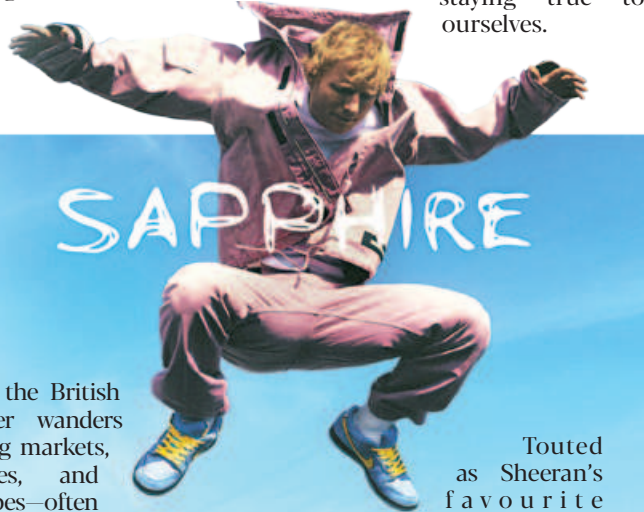 staying true to
ourselves.
SAPPHIRE
the British
er wanders
g markets,
es, and
pes—often
Touted
as Sheeran's
favourite